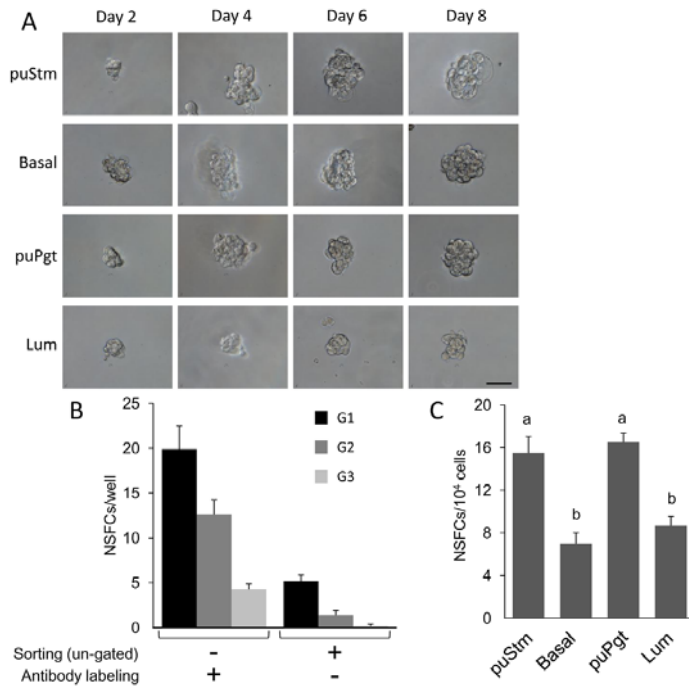 A
Day 2 Day 4 Day 6 Day 8
puStm
Basal
puPgt
Lum
B
25
20
15
10
5
0
NSFCs/well
G1
G2
G3
Sorting (un-gated) - +
Antibody labeling + -
C
20
16
12
8
4
0
NSFCs/10⁴ cells
a
b
a
b
puStm Basal puPgt Lum